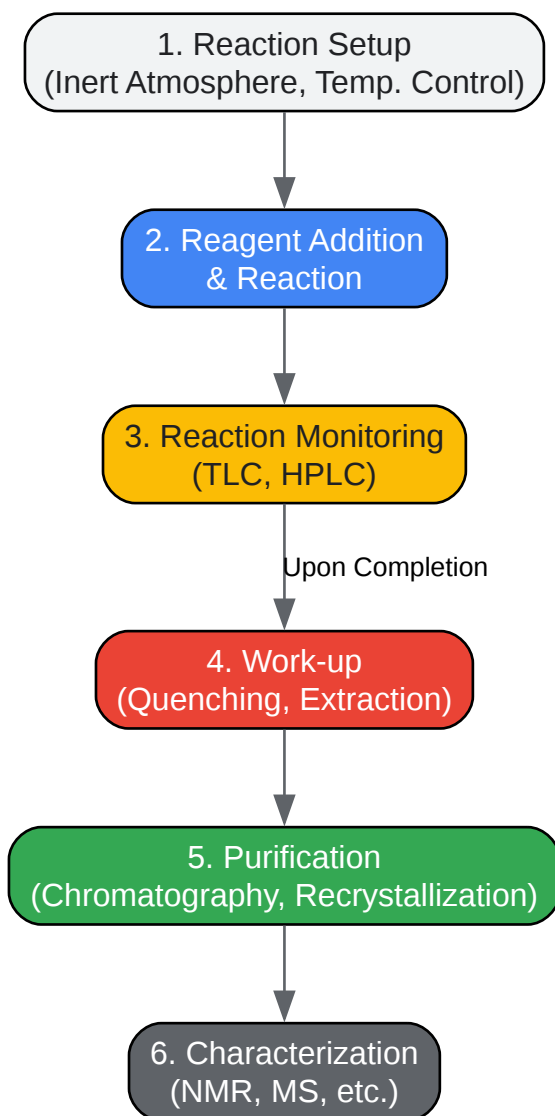 1. Reaction Setup
(Inert Atmosphere, Temp. Control)
2. Reagent Addition
& Reaction
3. Reaction Monitoring
(TLC, HPLC)
Upon Completion
4. Work-up
(Quenching, Extraction)
5. Purification
(Chromatography, Recrystallization)
6. Characterization
(NMR, MS, etc.)